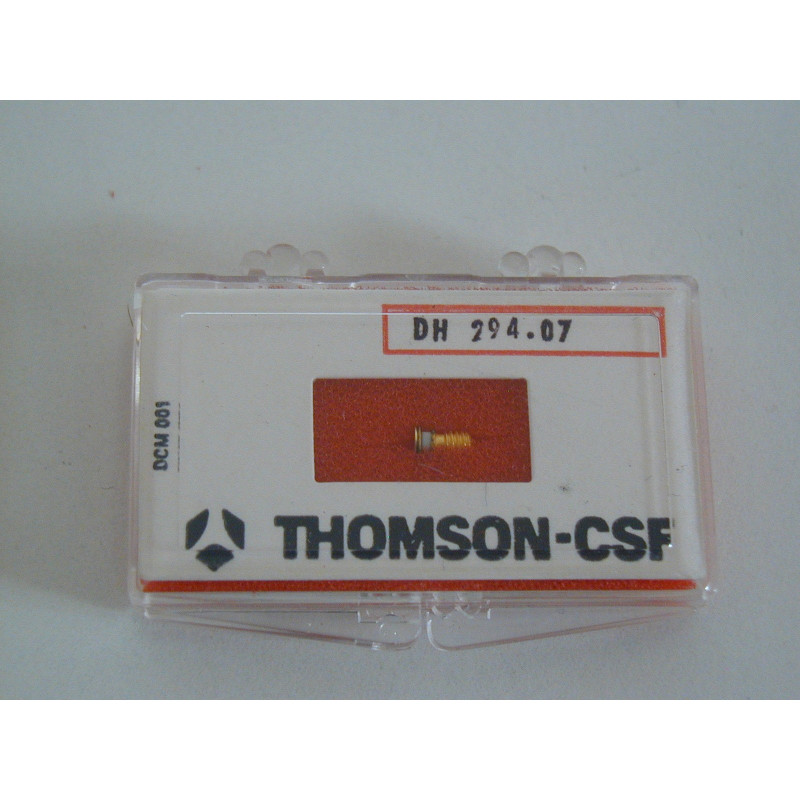 DH 294.07
DCM 001
THOMSON-CSF